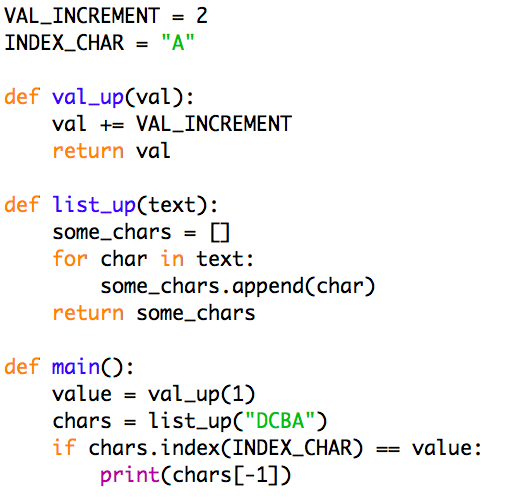 VAL_INCREMENT = 2
INDEX_CHAR = "A"

def val_up(val):
    val += VAL_INCREMENT
    return val

def list_up(text):
    some_chars = []
    for char in text:
        some_chars.append(char)
    return some_chars

def main():
    value = val_up(1)
    chars = list_up("DCBA")
    if chars.index(INDEX_CHAR) == value:
        print(chars[-1])